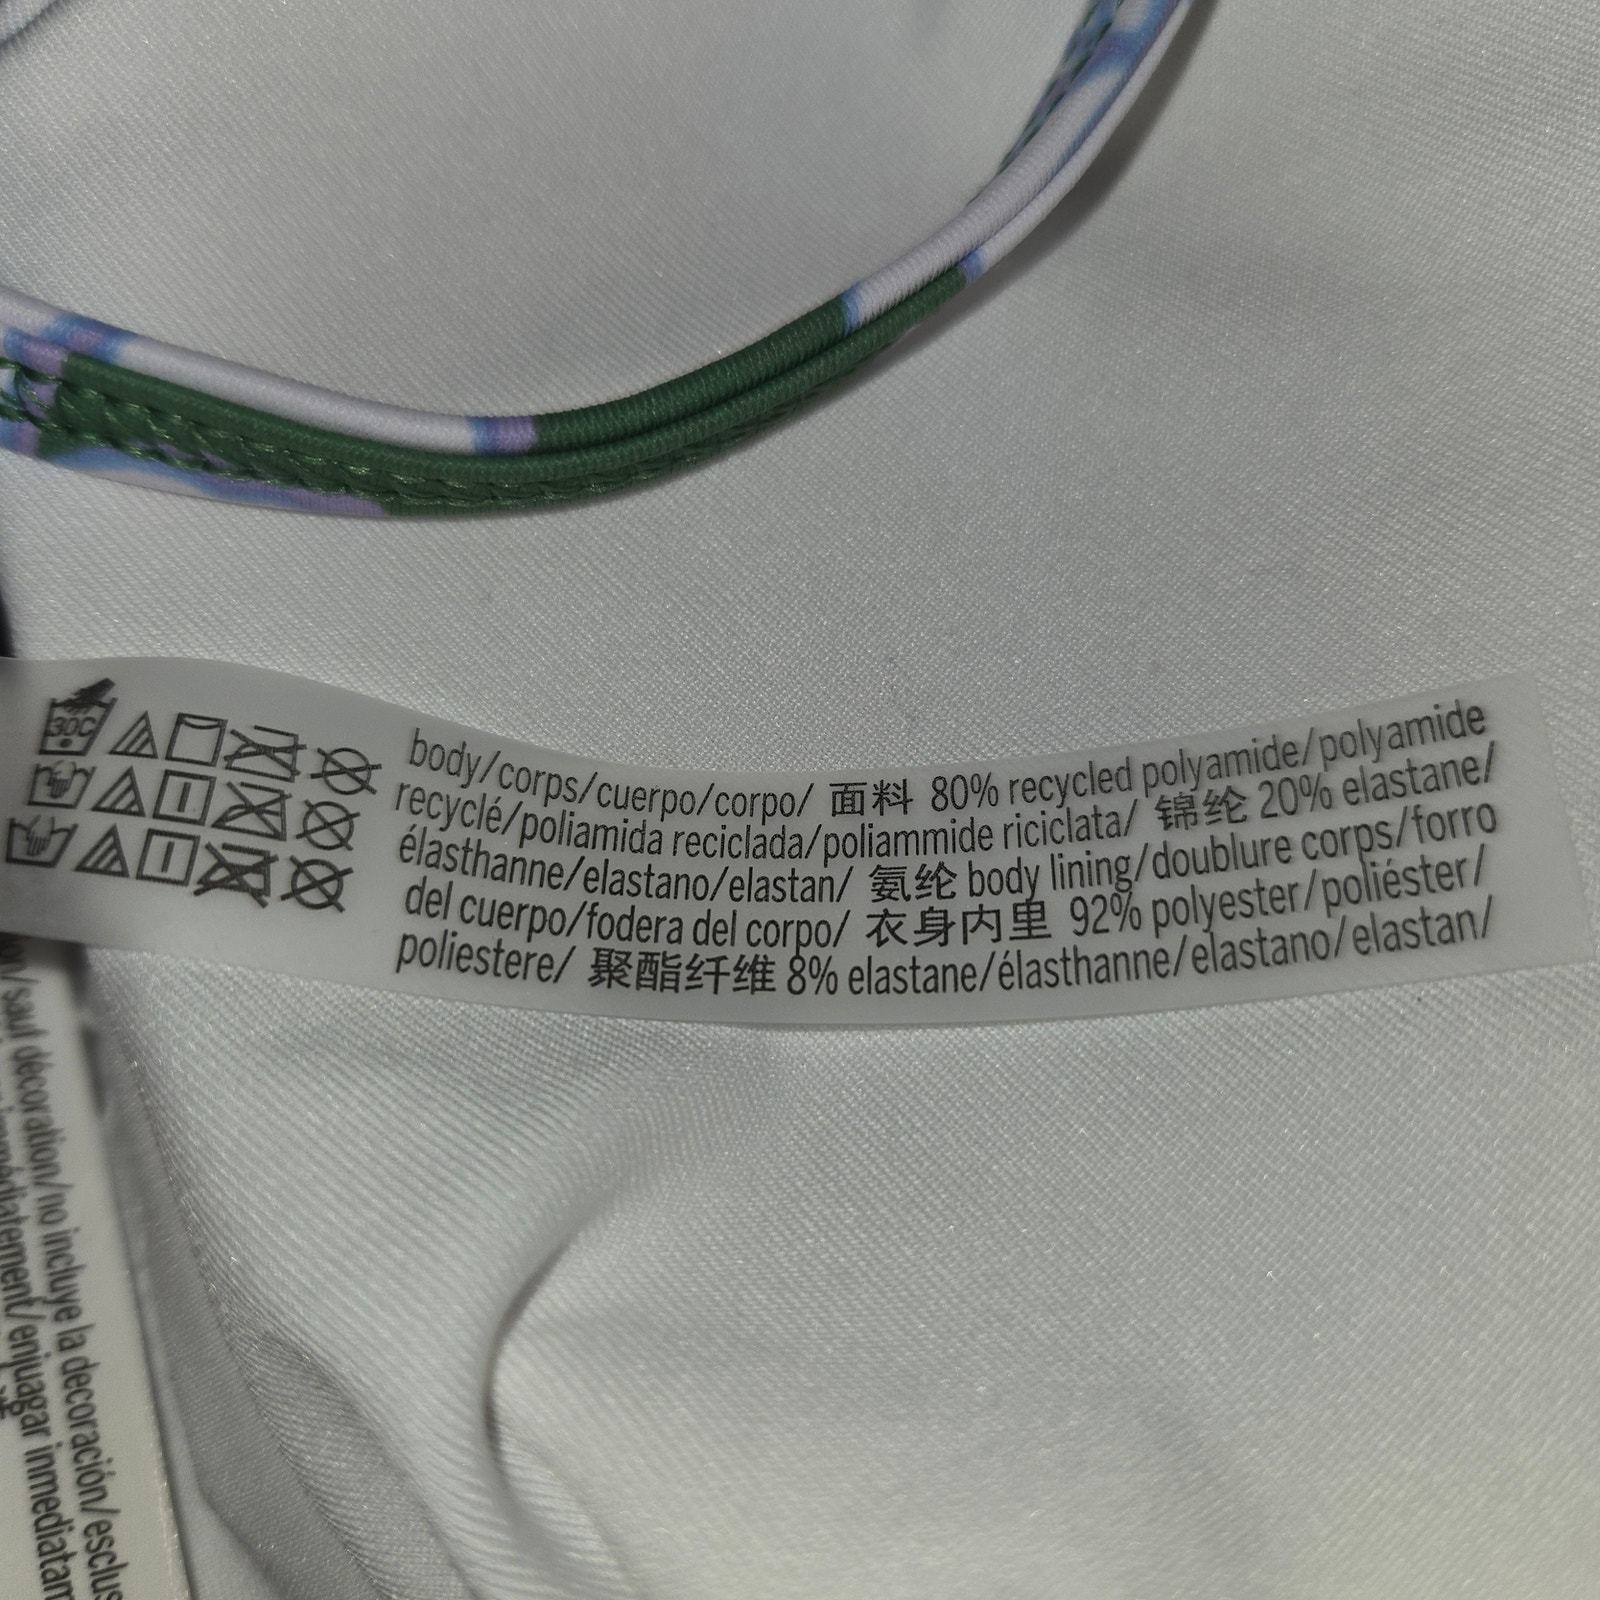 30C
body/corps/cuerpo/corpo/ 面料 80% recycled polyamide/polyamide
recyclé/poliamida reciclada/poliammide riciclata/ 锦纶 20% elastane/
élasthanne/elastano/elastan/ 氨纶 body lining/doublure corps/forro
del cuerpo/fodera del corpo/ 衣身内里 92% polyester/poliéster/
poliestere/ 聚酯纤维 8% elastane/élasthanne/elastano/elastan/
/sauf décoration/no incluye la decoración/esclus
immédiatement/enjuagar inmediatam